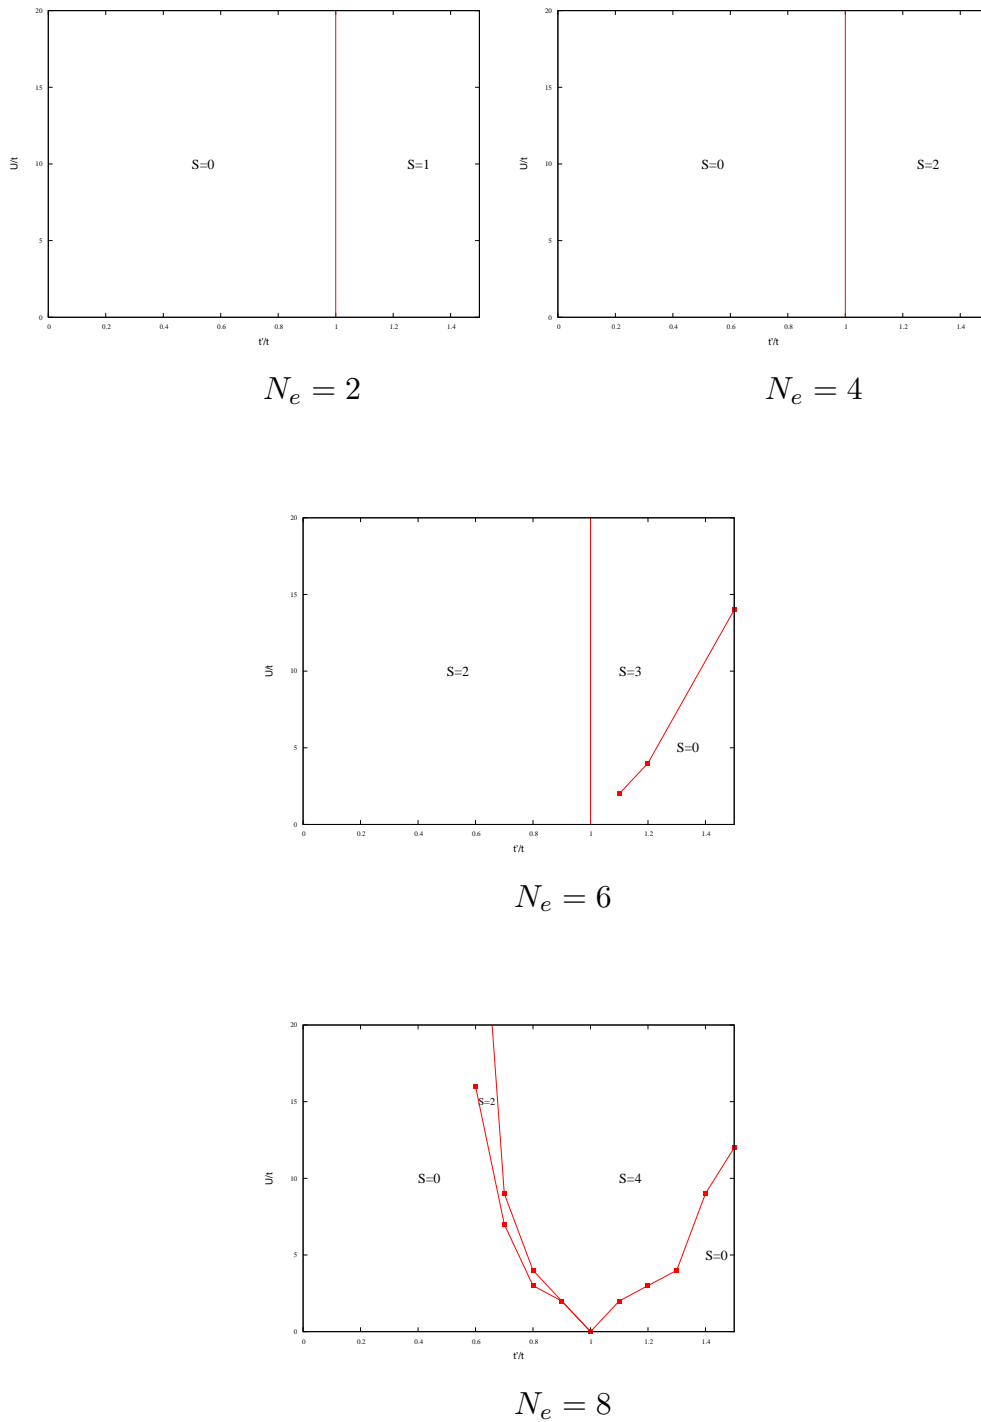 20 20
15 15
U/t S=0 10 S=1 U/t S=0 10 S=2
5 5
0 0
0 0.2 0.4 0.6 0.8 1 1.2 1.4 0 0.2 0.4 0.6 0.8 1 1.2 1.4
t'/t t'/t
N_e = 2 N_e = 4
20
15
U/t 10 S=2 S=3
5 S=0
0
0 0.2 0.4 0.6 0.8 1 1.2 1.4
t'/t
N_e = 6
20
15 S=2
U/t 10 S=0 S=4
5 S=0
0
0 0.2 0.4 0.6 0.8 1 1.2 1.4
t'/t
N_e = 8